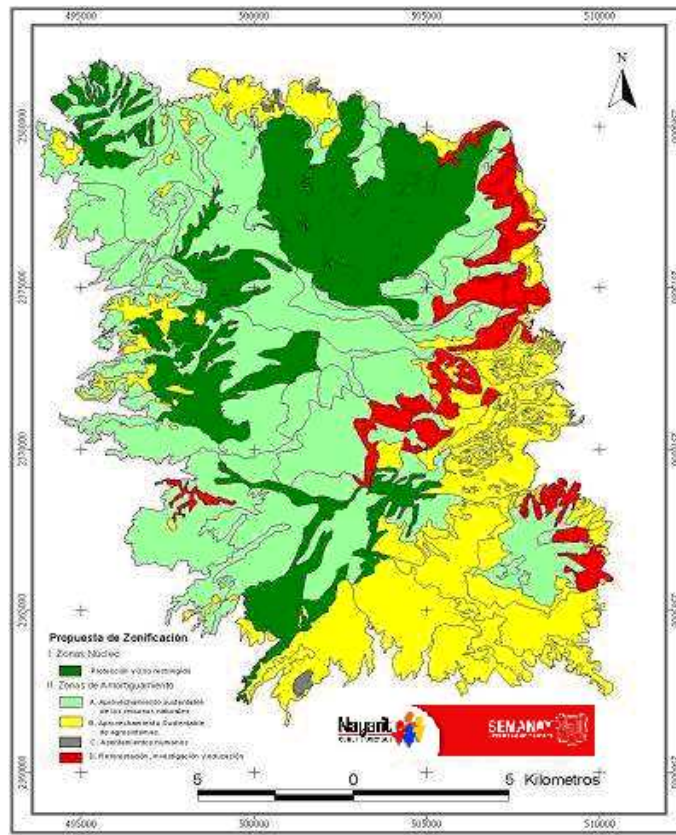 495000 500000 505000 510000
N
2380000
2375000
2370000
2365000
Propuesta de Zonificación
I. Zonas Núcleo
Protección y Uso restringido
II. Zonas de Amortiguamiento
A. Aprovechamiento sustentable
de los recursos naturales
B. Aprovechamiento Sustentable
de agrosistemas
C. Asentamientos humanos
D. Reforestación, investigación y educación
Nayarit
SEMANAY
5 0 5 Kilometros
495000 500000 505000 510000